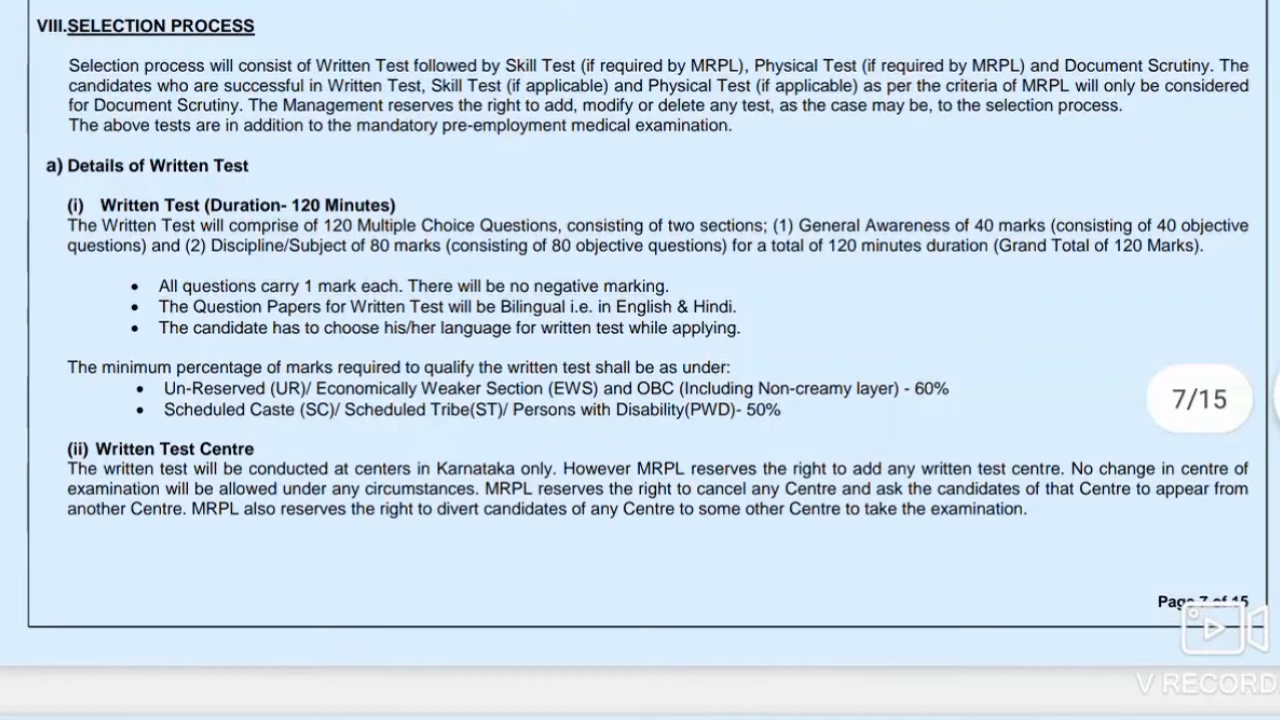 VIII.SELECTION PROCESS
Selection process will consist of Written Test followed by Skill Test (if required by MRPL), Physical Test (if required by MRPL) and Document Scrutiny. The
candidates who are successful in Written Test, Skill Test (if applicable) and Physical Test (if applicable) as per the criteria of MRPL will only be considered
for Document Scrutiny. The Management reserves the right to add, modify or delete any test, as the case may be, to the selection process.
The above tests are in addition to the mandatory pre-employment medical examination.
a) Details of Written Test
(i) Written Test (Duration- 120 Minutes)
The Written Test will comprise of 120 Multiple Choice Questions, consisting of two sections; (1) General Awareness of 40 marks (consisting of 40 objective
questions) and (2) Discipline/Subject of 80 marks (consisting of 80 objective questions) for a total of 120 minutes duration (Grand Total of 120 Marks).
• All questions carry 1 mark each. There will be no negative marking.
• The Question Papers for Written Test will be Bilingual i.e. in English & Hindi.
• The candidate has to choose his/her language for written test while applying.
The minimum percentage of marks required to qualify the written test shall be as under:
• Un-Reserved (UR)/ Economically Weaker Section (EWS) and OBC (Including Non-creamy layer) - 60%
• Scheduled Caste (SC)/ Scheduled Tribe(ST)/ Persons with Disability(PWD)- 50%
7/15
(ii) Written Test Centre
The written test will be conducted at centers in Karnataka only. However MRPL reserves the right to add any written test centre. No change in centre of
examination will be allowed under any circumstances. MRPL reserves the right to cancel any Centre and ask the candidates of that Centre to appear from
another Centre. MRPL also reserves the right to divert candidates of any Centre to some other Centre to take the examination.
Page 7 of 15
V RECORD